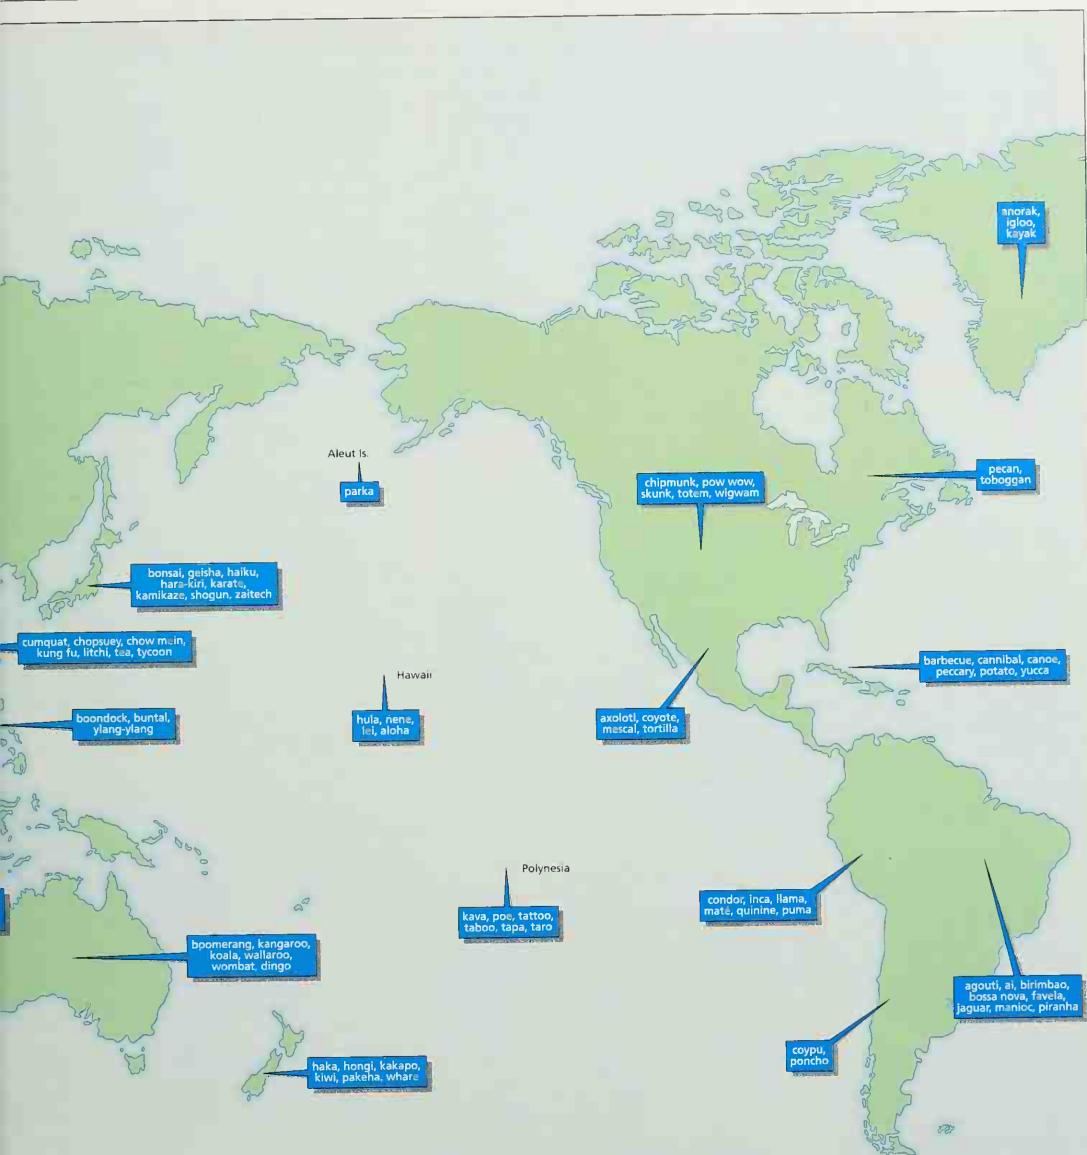 anorak,
igloo,
kayak
Aleut Is.
parka
chipmunk, pow wow,
skunk, totem, wigwam
pecan,
toboggan
bonsai, geisha, haiku,
hara-kiri, karate,
kamikaze, shogun, zaitech
cumquat, chopsuey, chow mein,
kung fu, litchi, tea, tycoon
Hawaii
barbecue, cannibal, canoe,
peccary, potato, yucca
boondock, buntal,
ylang-ylang
hula, nene,
lei, aloha
axolotl, coyote,
mescal, tortilla
Polynesia
kava, poe, tattoo,
taboo, tapa, taro
condor, inca, llama,
maté, quinine, puma
boomerang, kangaroo,
koala, wallaroo,
wombat, dingo
agouti, ai, birimbao,
bossa nova, favela,
jaguar, manioc, piranha
coypu,
poncho
haka, hongi, kakapo,
kiwi, pakeha, whare